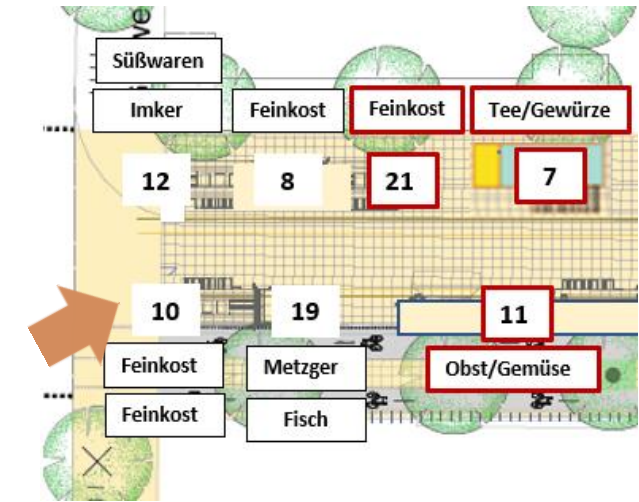 Süßwaren
Imker
Feinkost
Feinkost
Tee/Gewürze
12
8
21
7
10
19
11
Feinkost
Metzger
Obst/Gemüse
Feinkost
Fisch